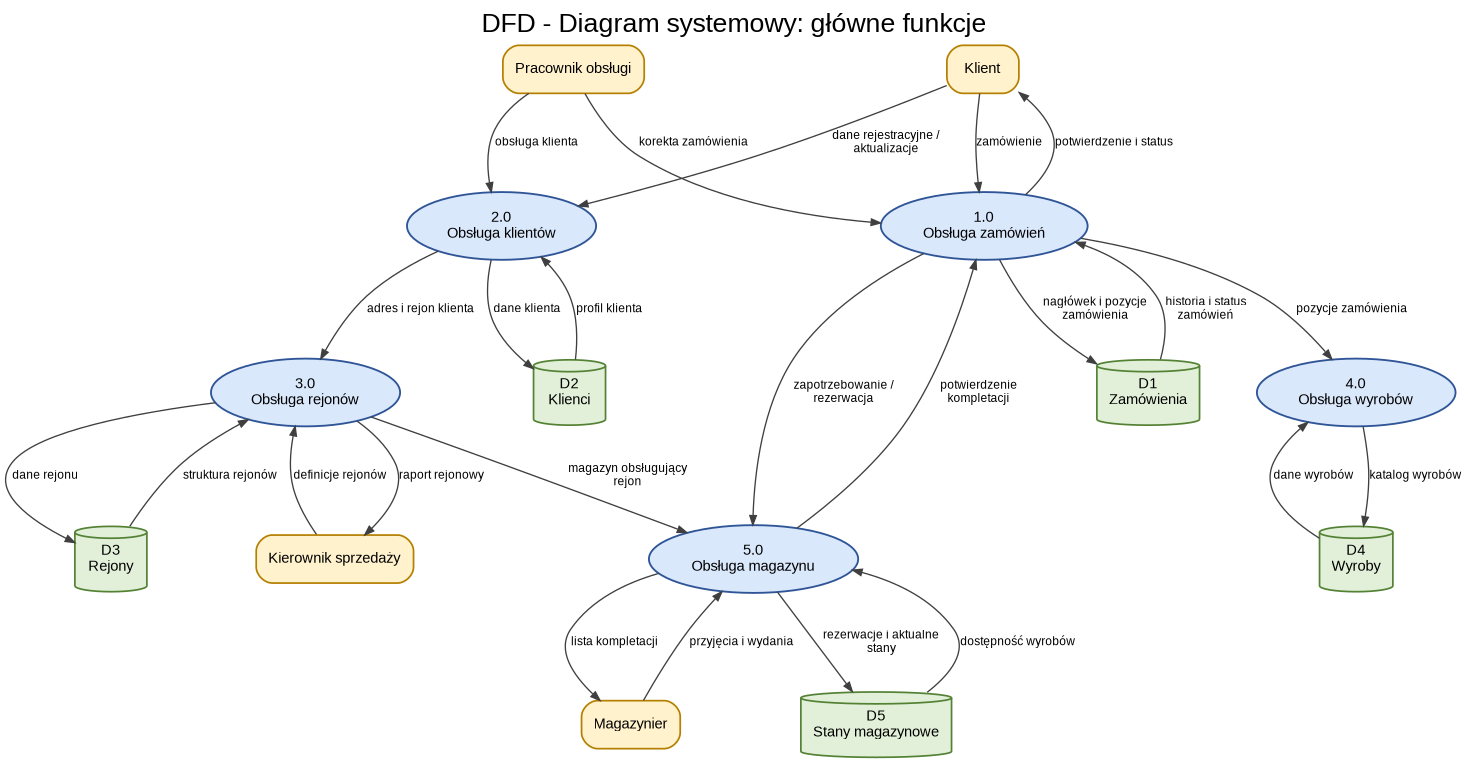 DFD - Diagram systemowy: główne funkcje
Pracownik obsługi
Klient
obsługa klienta
korekta zamówienia
dane rejestracyjne /
aktualizacje
zamówienie
potwierdzenie i status
2.0
Obsługa klientów
1.0
Obsługa zamówień
adres i rejon klienta
dane klienta
profil klienta
nagłówek i pozycje
zamówienia
historia i status
zamówień
pozycje zamówienia
3.0
Obsługa rejonów
D2
Klienci
zapotrzebowanie /
rezerwacja
potwierdzenie
kompletacji
D1
Zamówienia
4.0
Obsługa wyrobów
dane rejonu
struktura rejonów
definicje rejonów
raport rejonowy
magazyn obsługujący
rejon
dane wyrobów
katalog wyrobów
D3
Rejony
Kierownik sprzedaży
5.0
Obsługa magazynu
D4
Wyroby
lista kompletacji
przyjęcia i wydania
rezerwacje i aktualne
stany
dostępność wyrobów
Magazynier
D5
Stany magazynowe